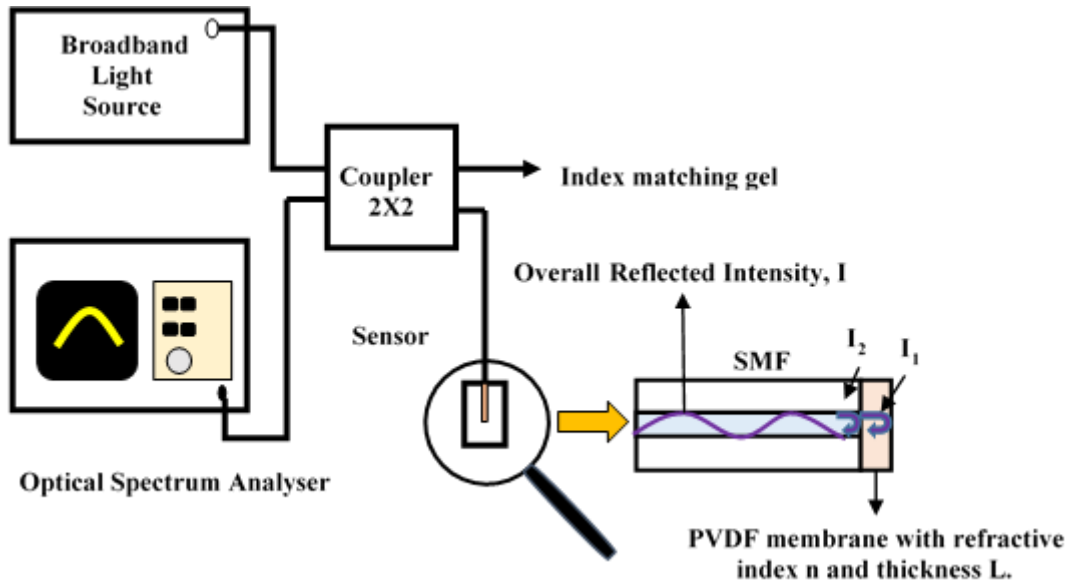 Broadband
Light
Source
Coupler
2X2
Index matching gel
Overall Reflected Intensity, I
Sensor
SMF
I2
I1
Optical Spectrum Analyser
PVDF membrane with refractive
index n and thickness L.